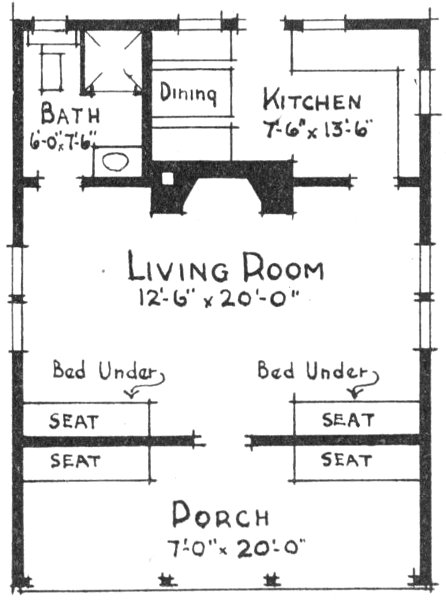 BATH
6'-0" x 7'-6"
Dining
KITCHEN
7'-6" x 13'-6"
LIVING ROOM
12'-6" x 20'-0"
Bed Under
Bed Under
SEAT
SEAT
SEAT
SEAT
PORCH
7'-0" x 20'-0"